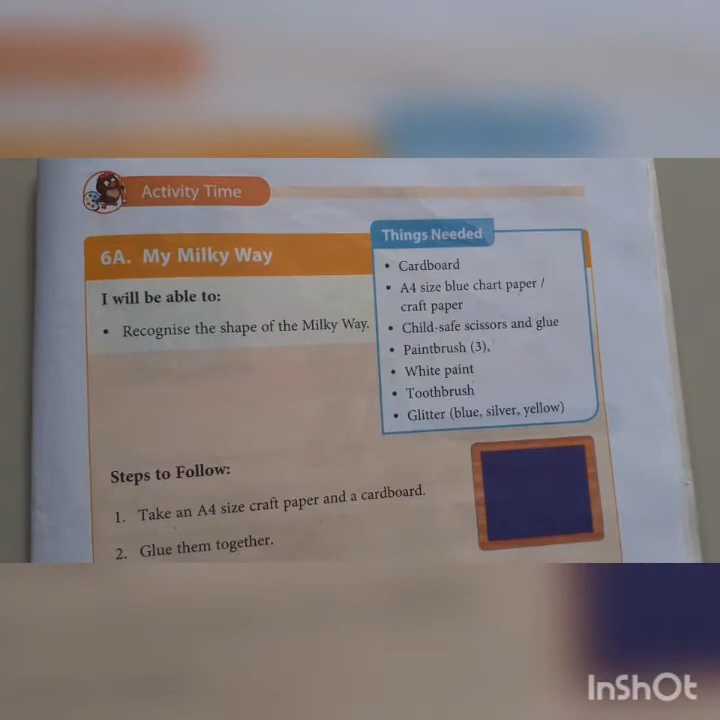 Activity Time
6A. My Milky Way
I will be able to:
• Recognise the shape of the Milky Way.
Things Needed
• Cardboard
• A4 size blue chart paper /
craft paper
• Child-safe scissors and glue
• Paintbrush (3),
• White paint
• Toothbrush
• Glitter (blue, silver, yellow)
Steps to Follow:
1. Take an A4 size craft paper and a cardboard.
2. Glue them together.
InShOt